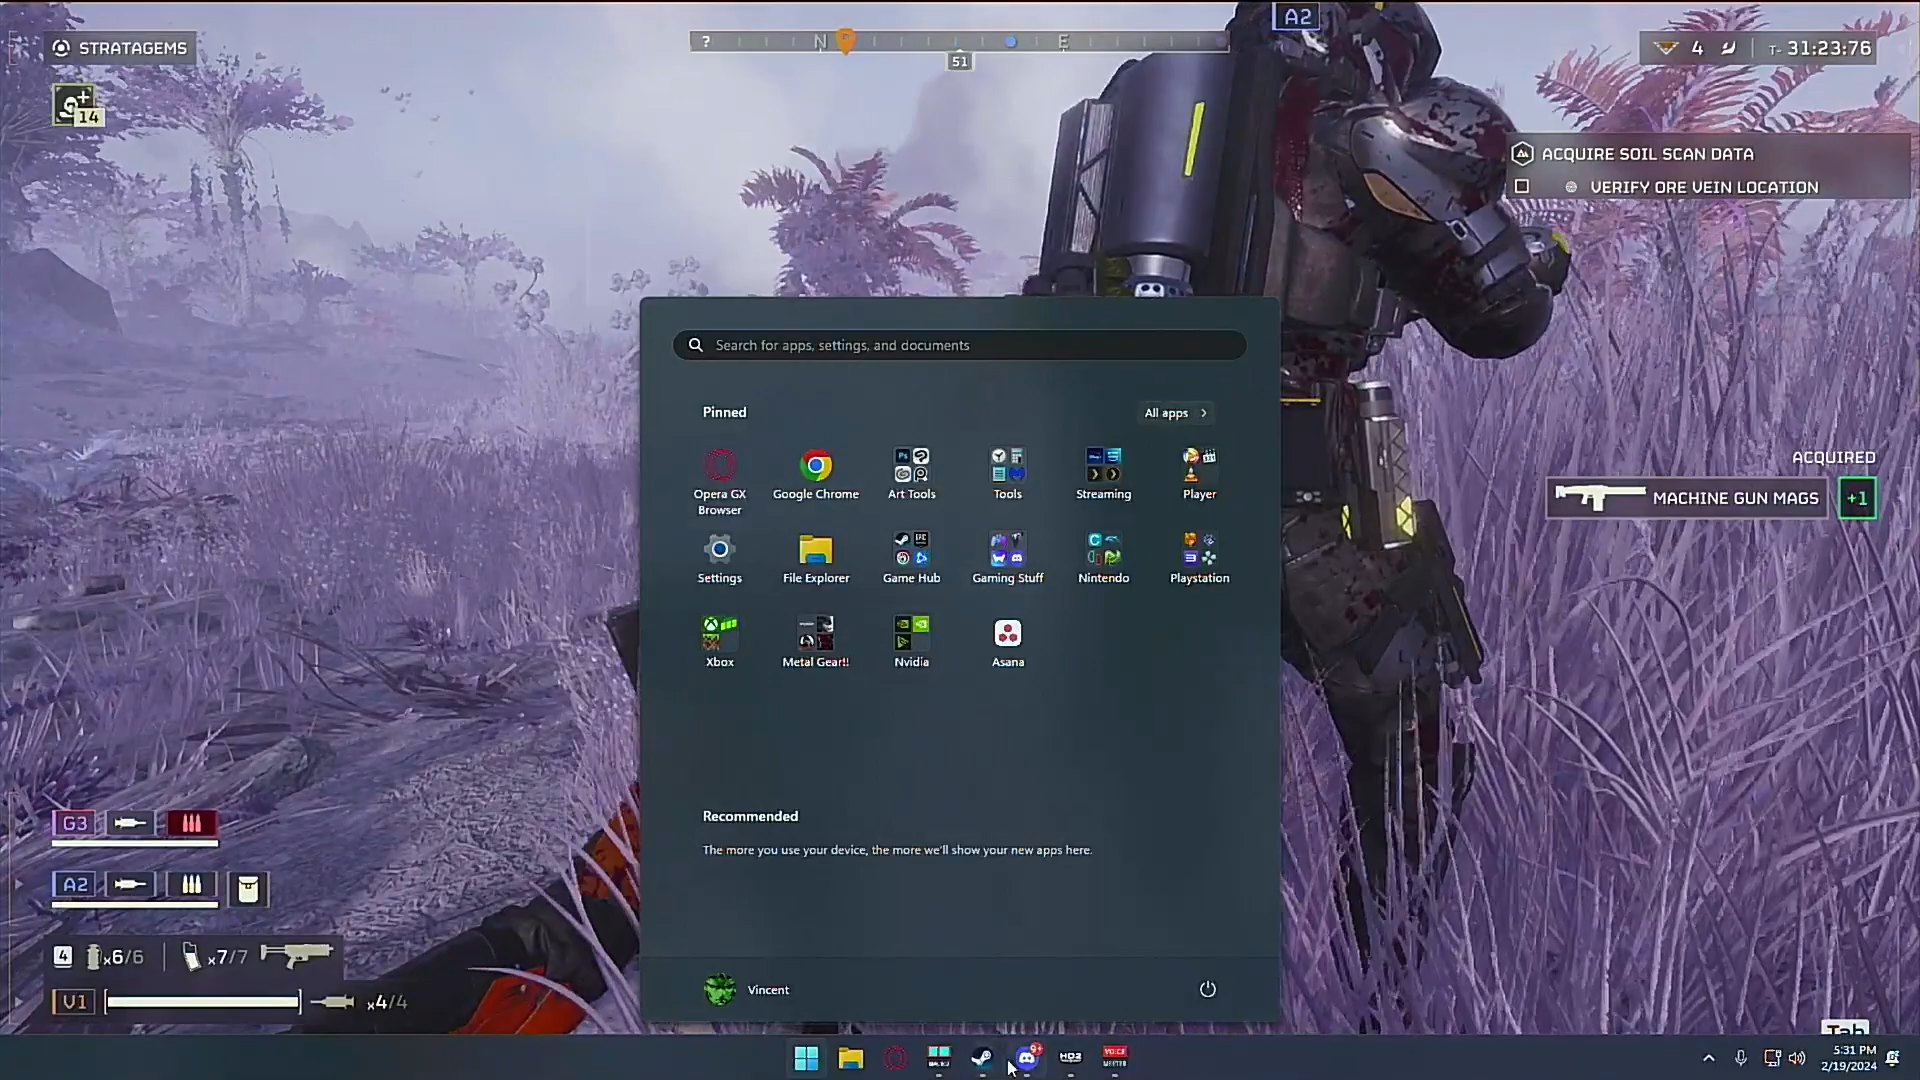 STRATAGEMS
14
?
N
E
51
A2
4
T- 31:23:76
ACQUIRE SOIL SCAN DATA
VERIFY ORE VEIN LOCATION
ACQUIRED
MACHINE GUN MAGS
+1
Search for apps, settings, and documents
Pinned
All apps
Opera GX
Browser
Google Chrome
Ps
Art Tools
Tools
Streaming
Player
Settings
File Explorer
Game Hub
Gaming Stuff
Nintendo
Playstation
Xbox
Metal Gear!!
Nvidia
Asana
Recommended
The more you use your device, the more we'll show your new apps here.
Vincent
G3
A2
4
x6/6
x7/7
V1
x4/4
Tab
9+
HD2
5:31 PM
2/19/2024